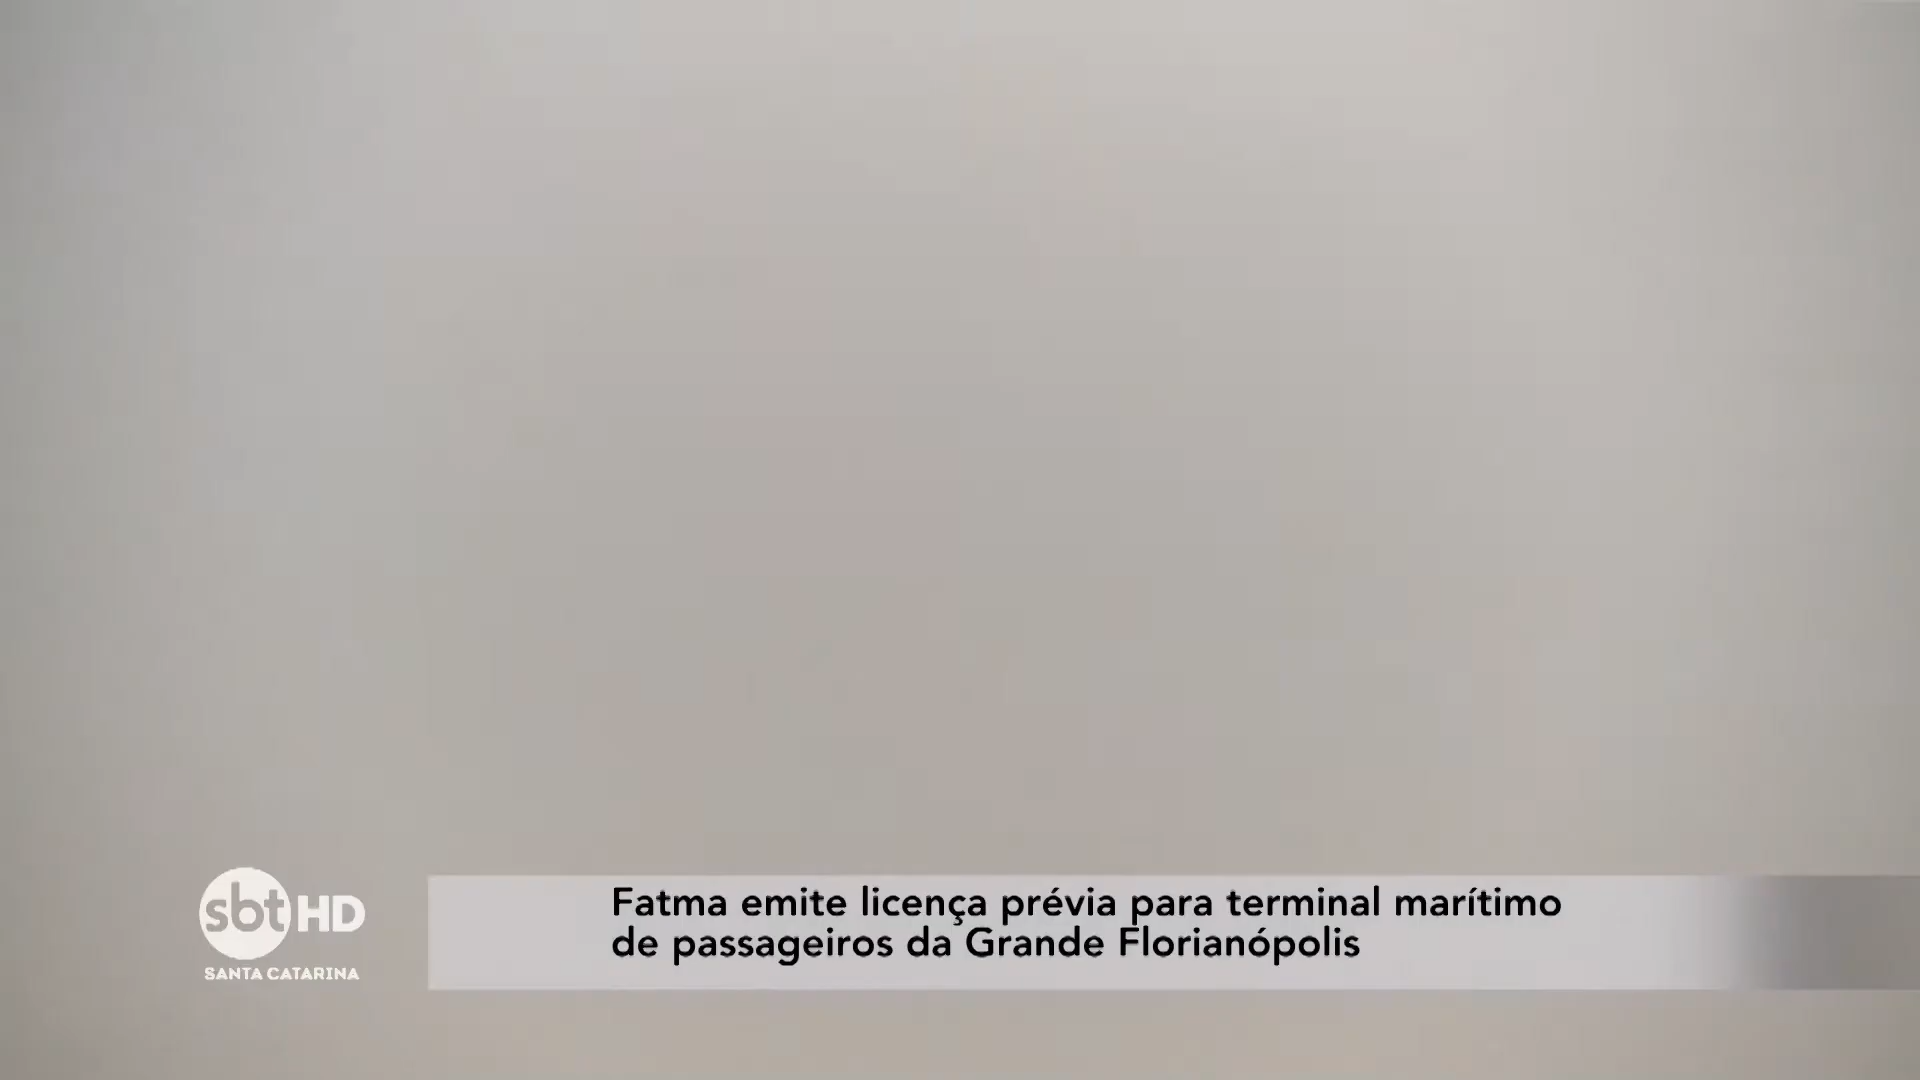 Fatma emite licença prévia para terminal marítimo
de passageiros da Grande Florianópolis
sbt HD
SANTA CATARINA